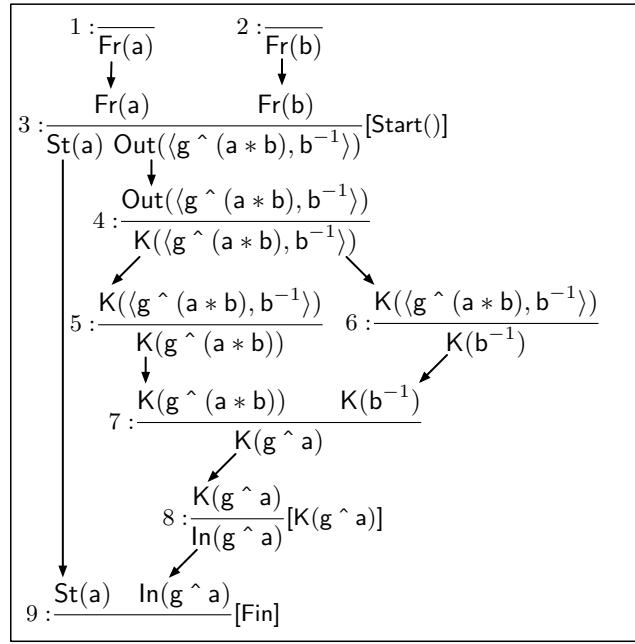 1 : 2 :
Fr(a) Fr(b)
Fr(a) Fr(b)
3 : [Start()]
St(a) Out(⟨g ^ (a ∗ b), b⁻¹⟩)
Out(⟨g ^ (a ∗ b), b⁻¹⟩)
4 :
K(⟨g ^ (a ∗ b), b⁻¹⟩)
K(⟨g ^ (a ∗ b), b⁻¹⟩) K(⟨g ^ (a ∗ b), b⁻¹⟩)
5 : 6 :
K(g ^ (a ∗ b)) K(b⁻¹)
K(g ^ (a ∗ b)) K(b⁻¹)
7 :
K(g ^ a)
K(g ^ a)
8 : [K(g ^ a)]
In(g ^ a)
St(a) In(g ^ a)
9 : [Fin]